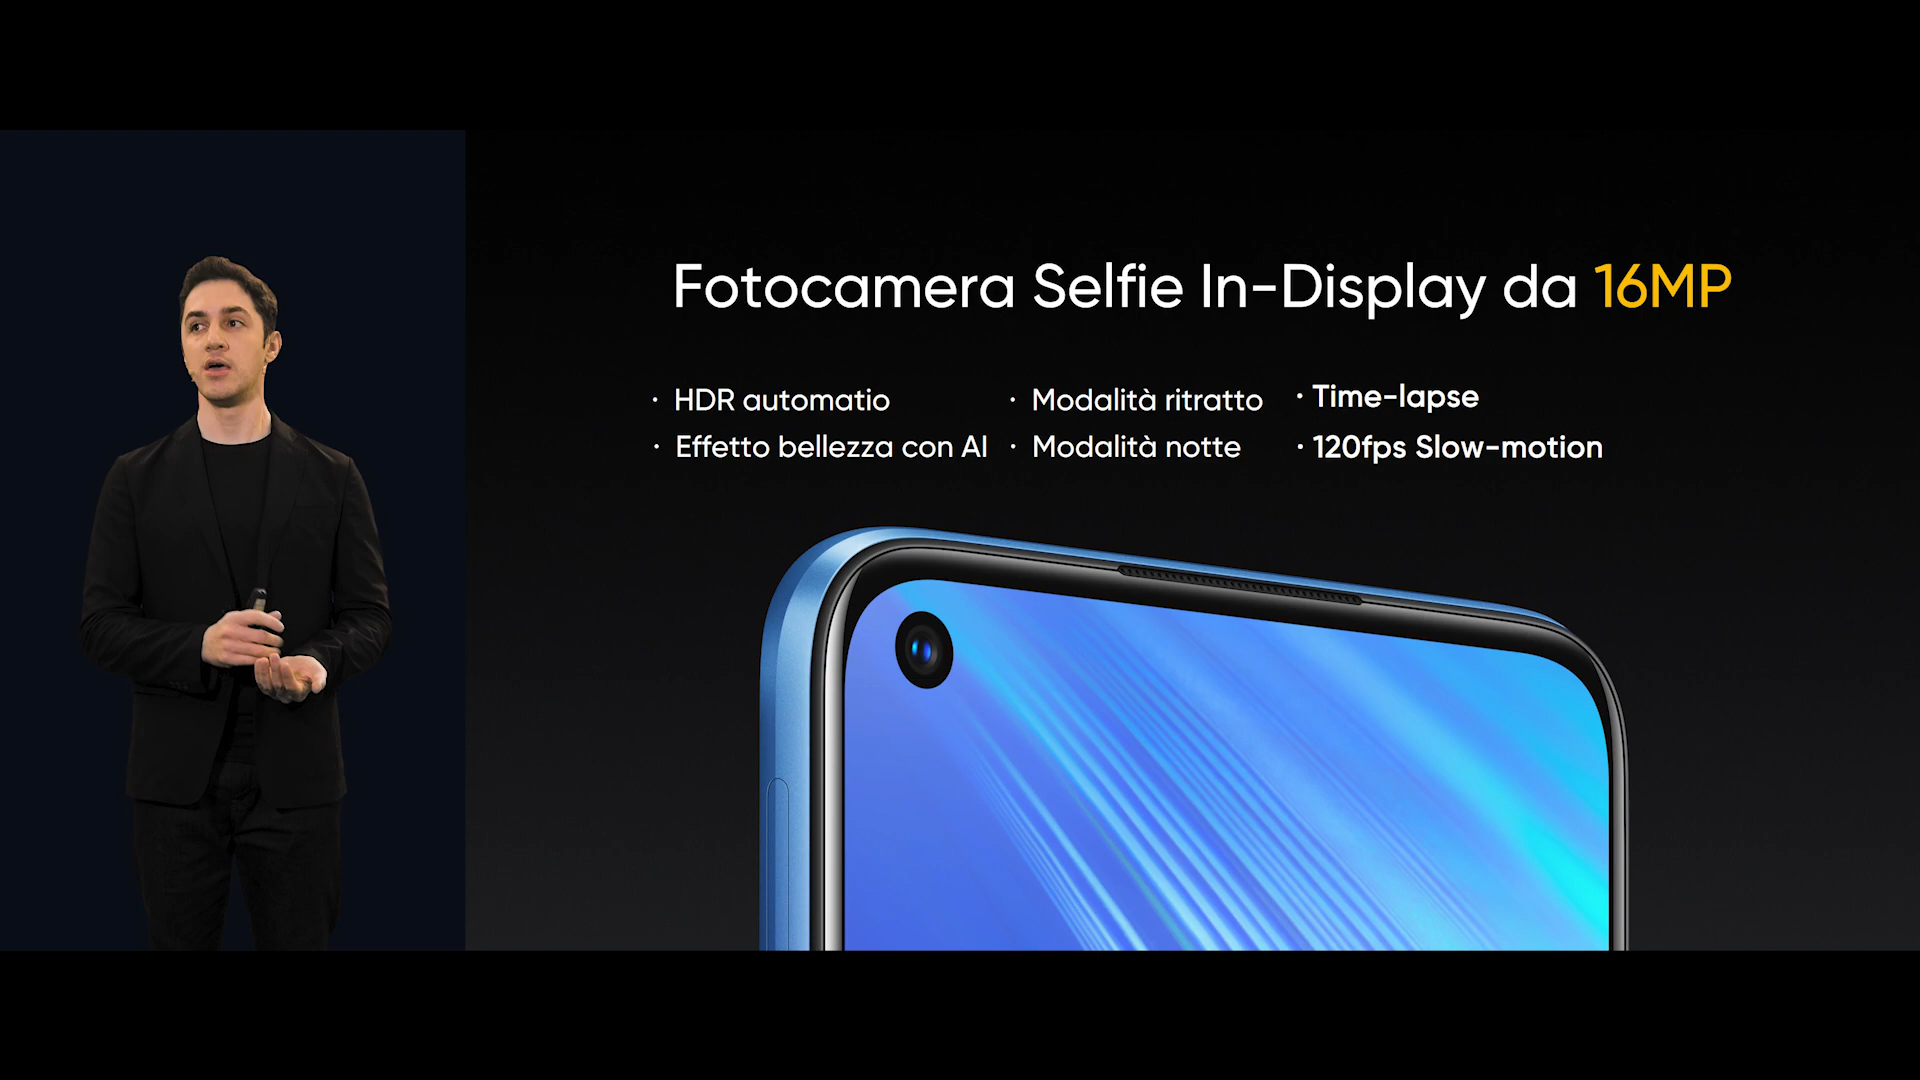 Fotocamera Selfie In-Display da 16MP
· HDR automatio
· Effetto bellezza con AI
· Modalità ritratto
· Modalità notte
· Time-lapse
· 120fps Slow-motion